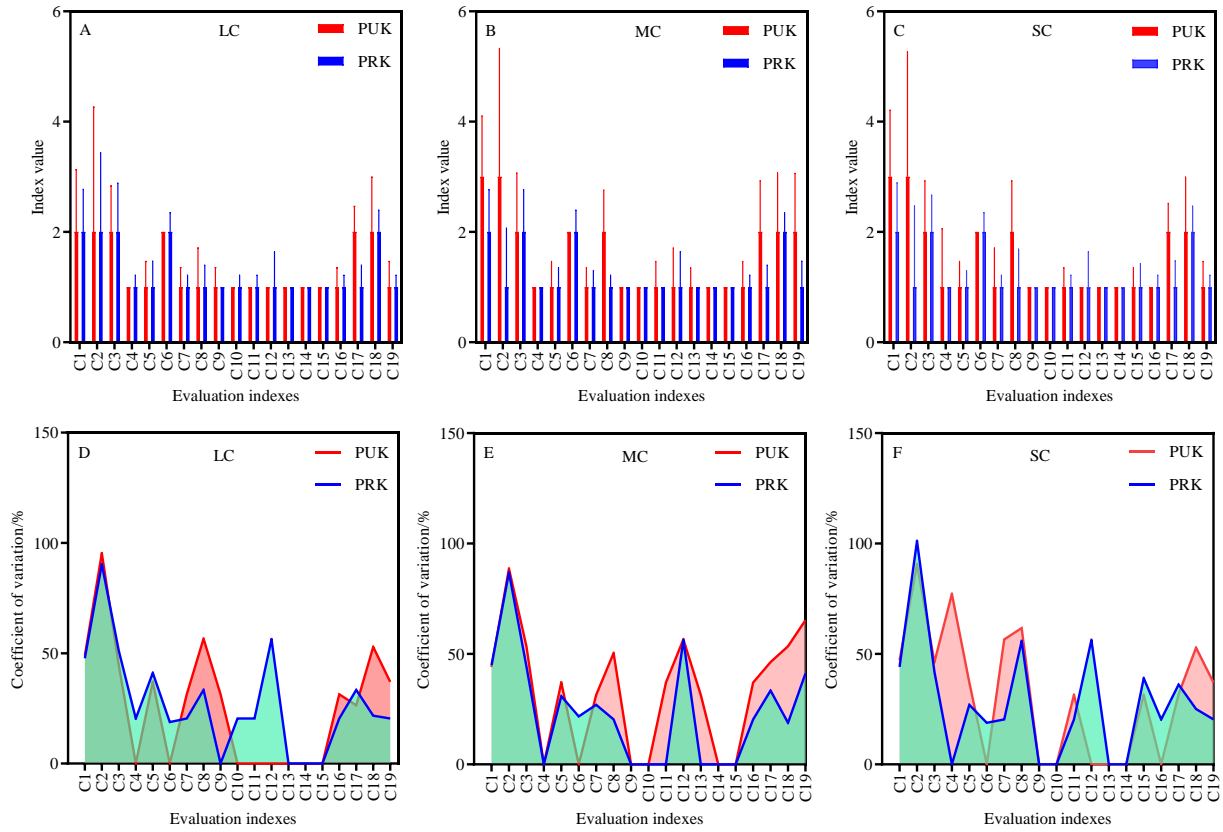 A
LC
PUK
PRK
Index value
6
4
2
0
C1
C2
C3
C4
C5
C6
C7
C8
C9
C10
C11
C12
C13
C14
C15
C16
C17
C18
C19
Evaluation indexes
B
MC
PUK
PRK
Index value
6
4
2
0
C1
C2
C3
C4
C5
C6
C7
C8
C9
C10
C11
C12
C13
C14
C15
C16
C17
C18
C19
Evaluation indexes
C
SC
PUK
PRK
Index value
6
4
2
0
C1
C2
C3
C4
C5
C6
C7
C8
C9
C10
C11
C12
C13
C14
C15
C16
C17
C18
C19
Evaluation indexes
D
LC
PUK
PRK
Coefficient of variation/%
150
100
50
0
C1
C2
C3
C4
C5
C6
C7
C8
C9
C10
C11
C12
C13
C14
C15
C16
C17
C18
C19
Evaluation indexes
E
MC
PUK
PRK
Coefficient of variation/%
150
100
50
0
C1
C2
C3
C4
C5
C6
C7
C8
C9
C10
C11
C12
C13
C14
C15
C16
C17
C18
C19
Evaluation indexes
F
SC
PUK
PRK
Coefficient of variation/%
150
100
50
0
C1
C2
C3
C4
C5
C6
C7
C8
C9
C10
C11
C12
C13
C14
C15
C16
C17
C18
C19
Evaluation indexes